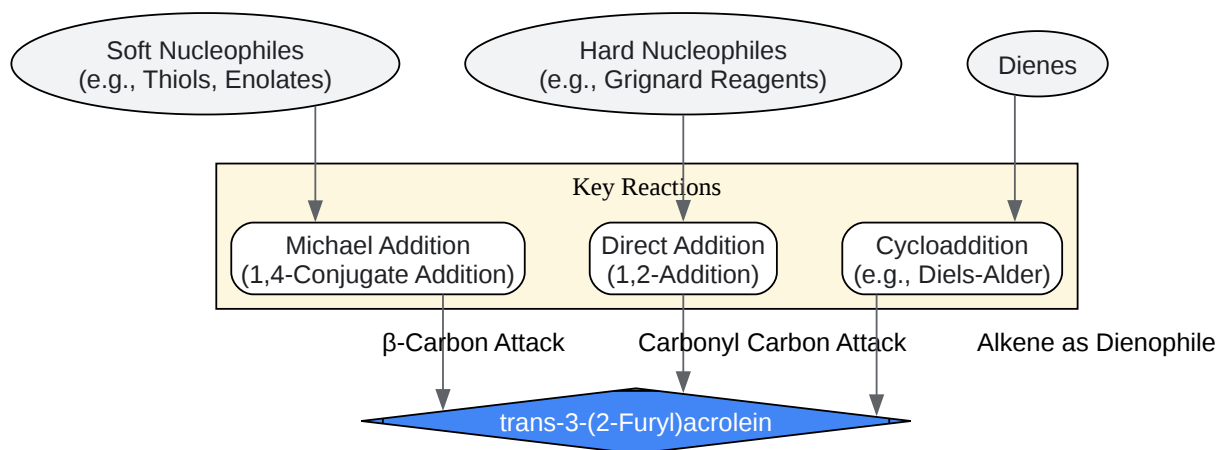 Soft Nucleophiles
(e.g., Thiols, Enolates)
Hard Nucleophiles
(e.g., Grignard Reagents)
Dienes
Key Reactions
Michael Addition
(1,4-Conjugate Addition)
Direct Addition
(1,2-Addition)
Cycloaddition
(e.g., Diels-Alder)
β-Carbon Attack
Carbonyl Carbon Attack
Alkene as Dienophile
trans-3-(2-Furyl)acrolein